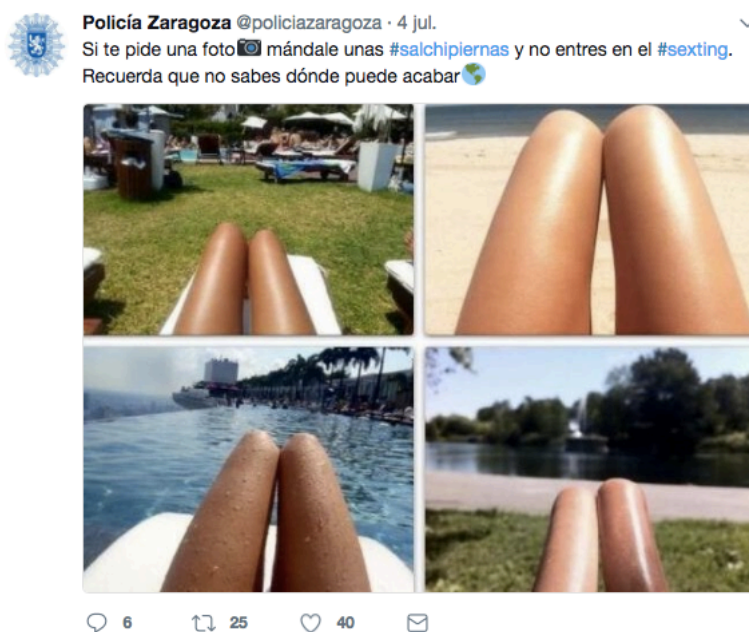 Policía Zaragoza @policiazaragoza · 4 jul.
Si te pide una foto📷 mándale unas #salchipiernas y no entres en el #sexting.
Recuerda que no sabes dónde puede acabar🌎
6 25 40